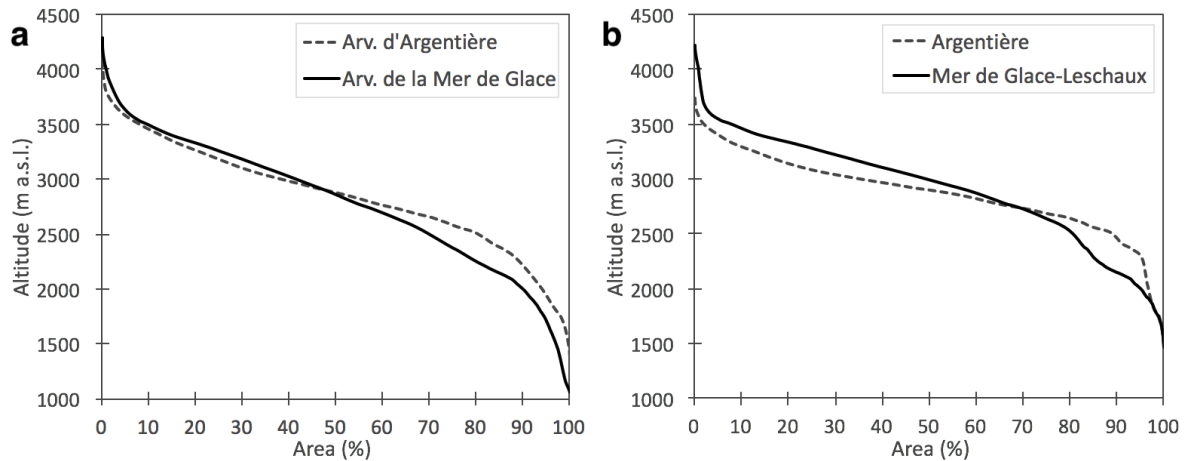 a
4500
4000
3500
3000
2500
2000
1500
1000
Altitude (m a.s.l.)
Arv. d'Argentière
Arv. de la Mer de Glace
0 10 20 30 40 50 60 70 80 90 100
Area (%)
b
4500
4000
3500
3000
2500
2000
1500
1000
Altitude (m a.s.l.)
Argentière
Mer de Glace-Leschaux
0 10 20 30 40 50 60 70 80 90 100
Area (%)